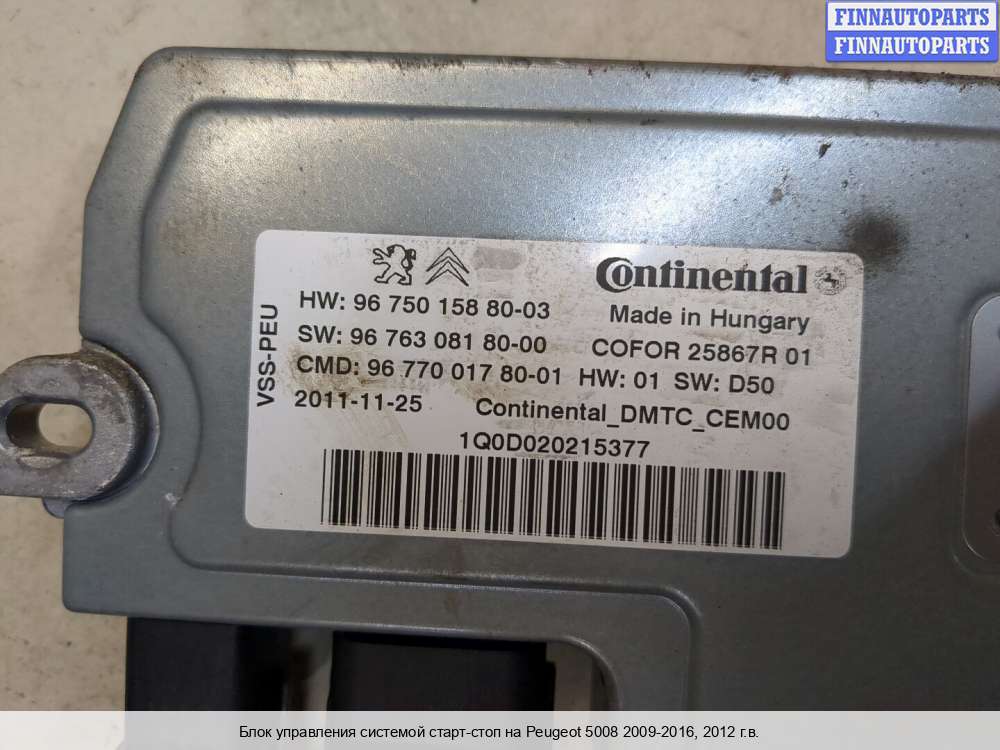 FINNAUTOPARTS
FINNAUTOPARTS
Continental
HW: 96 750 158 80-03
Made in Hungary
SW: 96 763 081 80-00
COFOR 25867R 01
CMD: 96 770 017 80-01 HW: 01 SW: D50
VSS-PEU
2011-11-25 Continental_DMTC_CEM00
1Q0D020215377
Блок управления системой старт-стоп на Peugeot 5008 2009-2016, 2012 г.в.